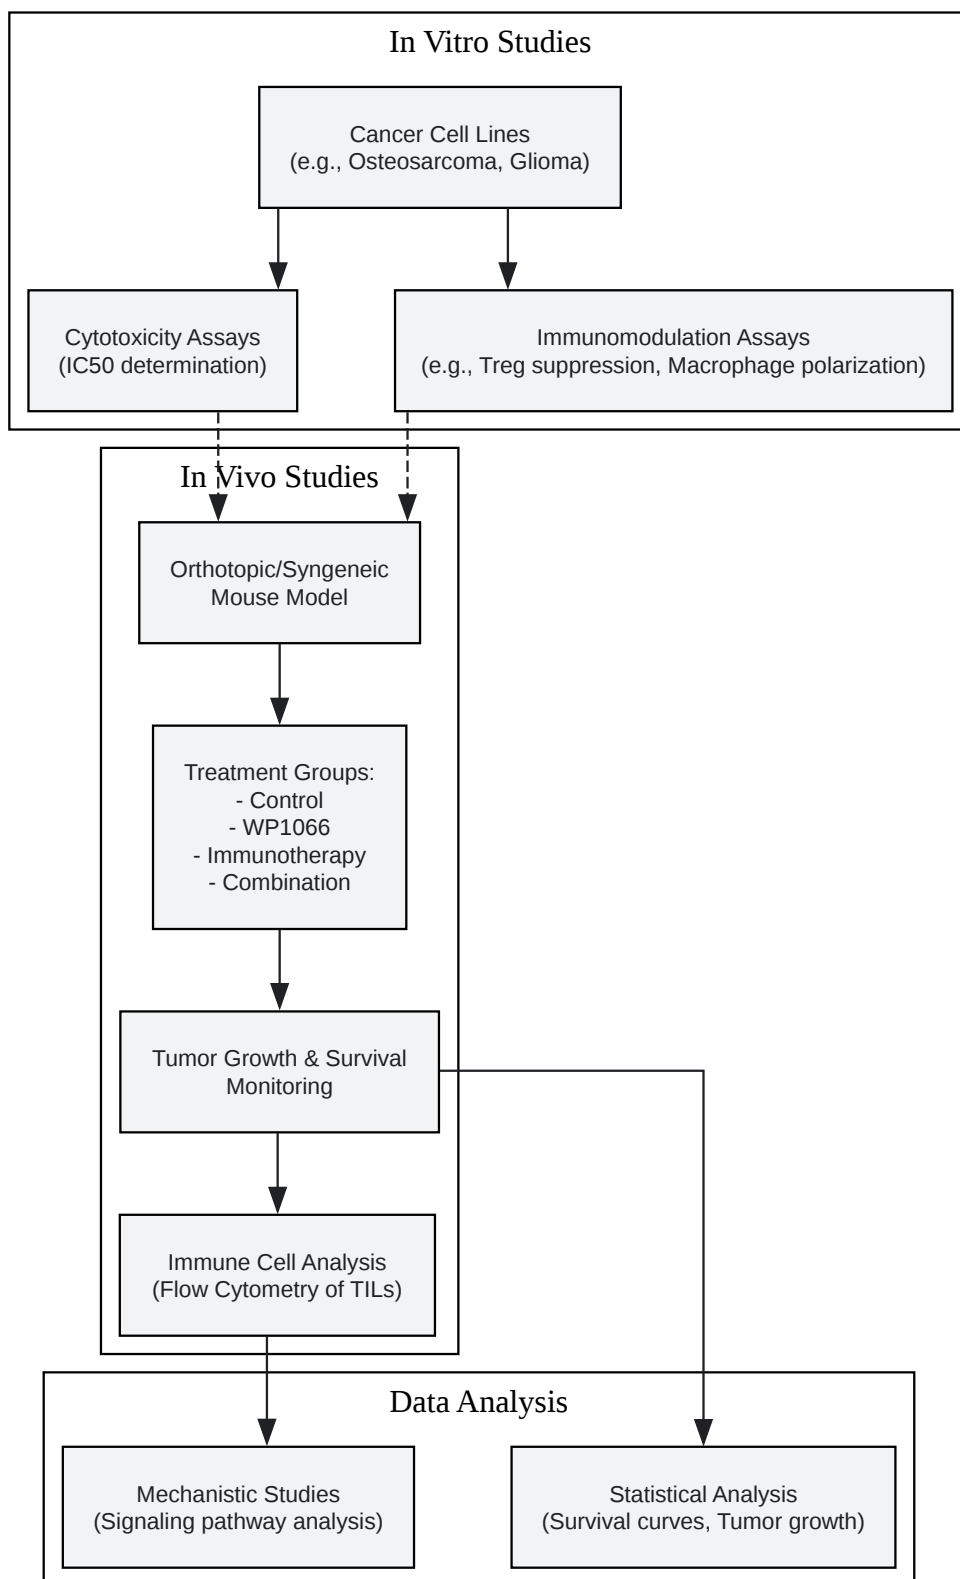 In Vitro Studies
Cancer Cell Lines
(e.g., Osteosarcoma, Glioma)
Cytotoxicity Assays
(IC50 determination)
Immunomodulation Assays
(e.g., Treg suppression, Macrophage polarization)
In Vivo Studies
Orthotopic/Syngeneic
Mouse Model
Treatment Groups:
- Control
- WP1066
- Immunotherapy
- Combination
Tumor Growth & Survival
Monitoring
Immune Cell Analysis
(Flow Cytometry of TILs)
Data Analysis
Mechanistic Studies
(Signaling pathway analysis)
Statistical Analysis
(Survival curves, Tumor growth)